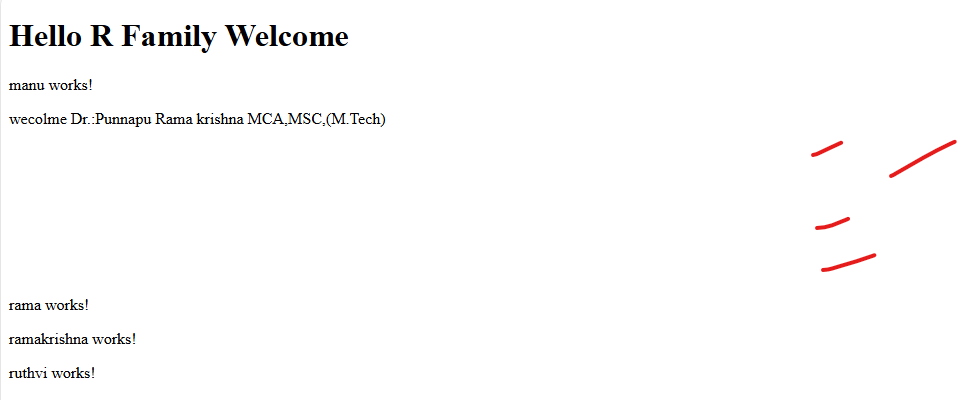 Hello R Family Welcome
manu works!
wecolme Dr.:Punnapu Rama krishna MCA,MSC,(M.Tech)
rama works!
ramakrishna works!
ruthvi works!